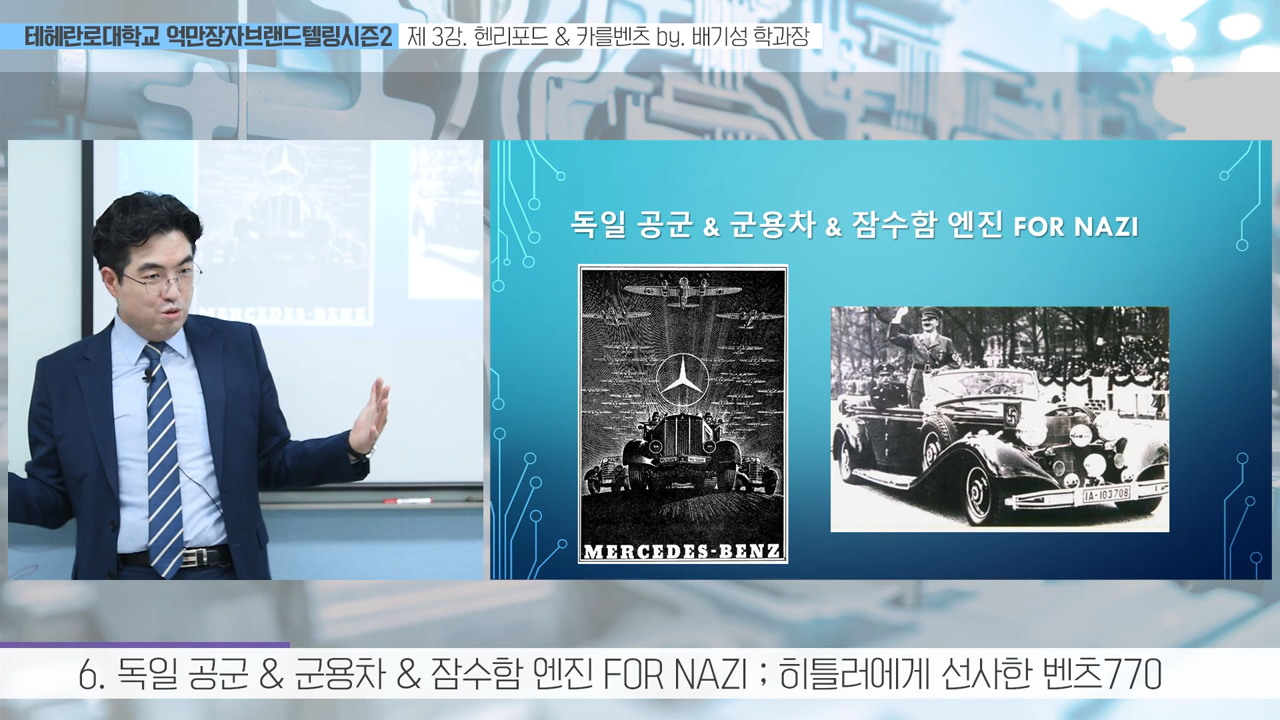 테헤란로대학교 억만장자브랜드텔링시즌2 제 3강. 헨리포드 & 카를벤츠 by. 배기성 학과장
독일 공군 & 군용차 & 잠수함 엔진 FOR NAZI
MERCEDES-BENZ
MERCEDES-BENZ
IA-103708
6. 독일 공군 & 군용차 & 잠수함 엔진 FOR NAZI ; 히틀러에게 선사한 벤츠770